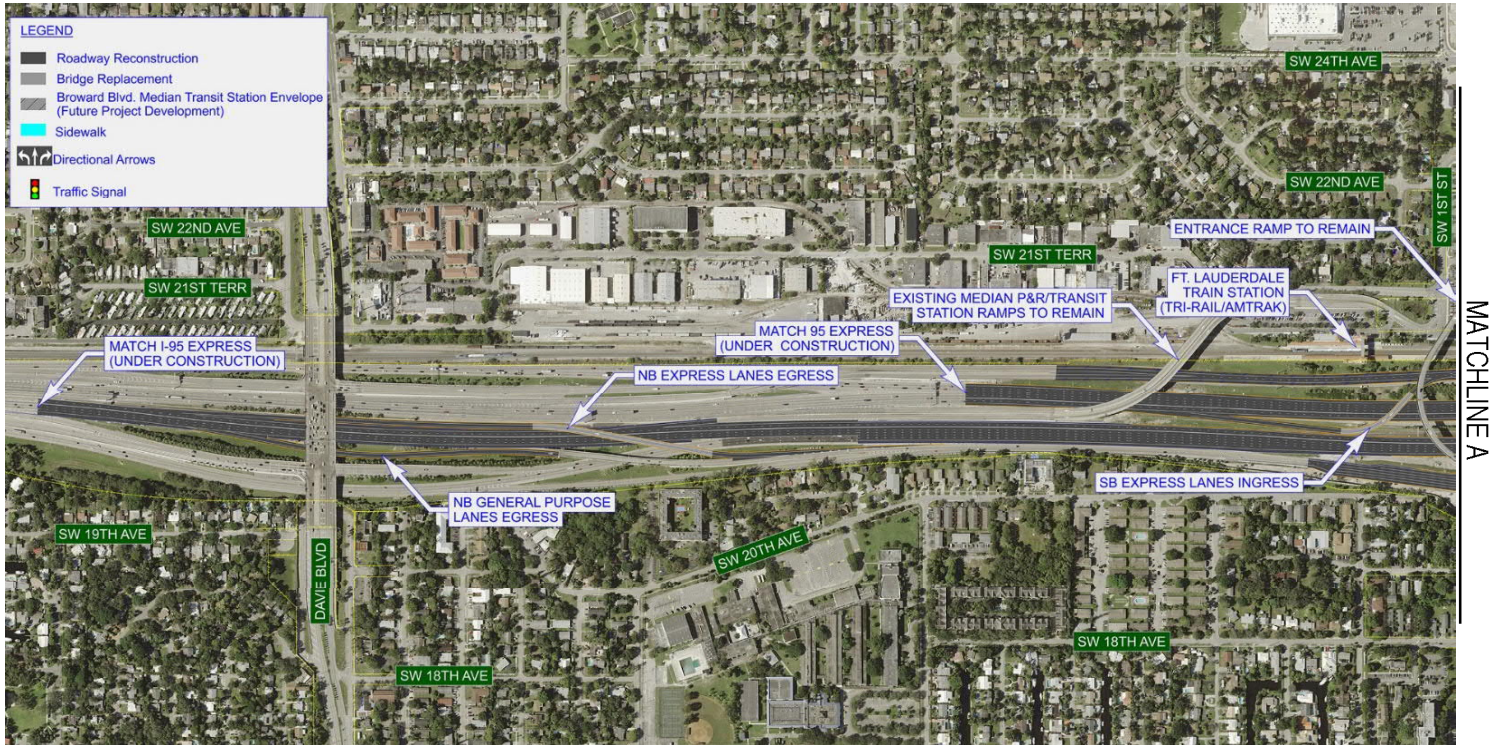 LEGEND
Roadway Reconstruction
Bridge Replacement
Broward Blvd. Median Transit Station Envelope
(Future Project Development)
Sidewalk
Directional Arrows
Traffic Signal
SW 24TH AVE
SW 22ND AVE
SW 1ST ST
SW 22ND AVE
ENTRANCE RAMP TO REMAIN
SW 21ST TERR
SW 21ST TERR
FT. LAUDERDALE
TRAIN STATION
(TRI-RAIL/AMTRAK)
EXISTING MEDIAN P&R/TRANSIT
STATION RAMPS TO REMAIN
MATCH 95 EXPRESS
(UNDER CONSTRUCTION)
MATCH I-95 EXPRESS
(UNDER CONSTRUCTION)
NB EXPRESS LANES EGRESS
MATCHLINE A
SB EXPRESS LANES INGRESS
NB GENERAL PURPOSE
LANES EGRESS
SW 19TH AVE
SW 20TH AVE
DAVIE BLVD
SW 18TH AVE
SW 18TH AVE